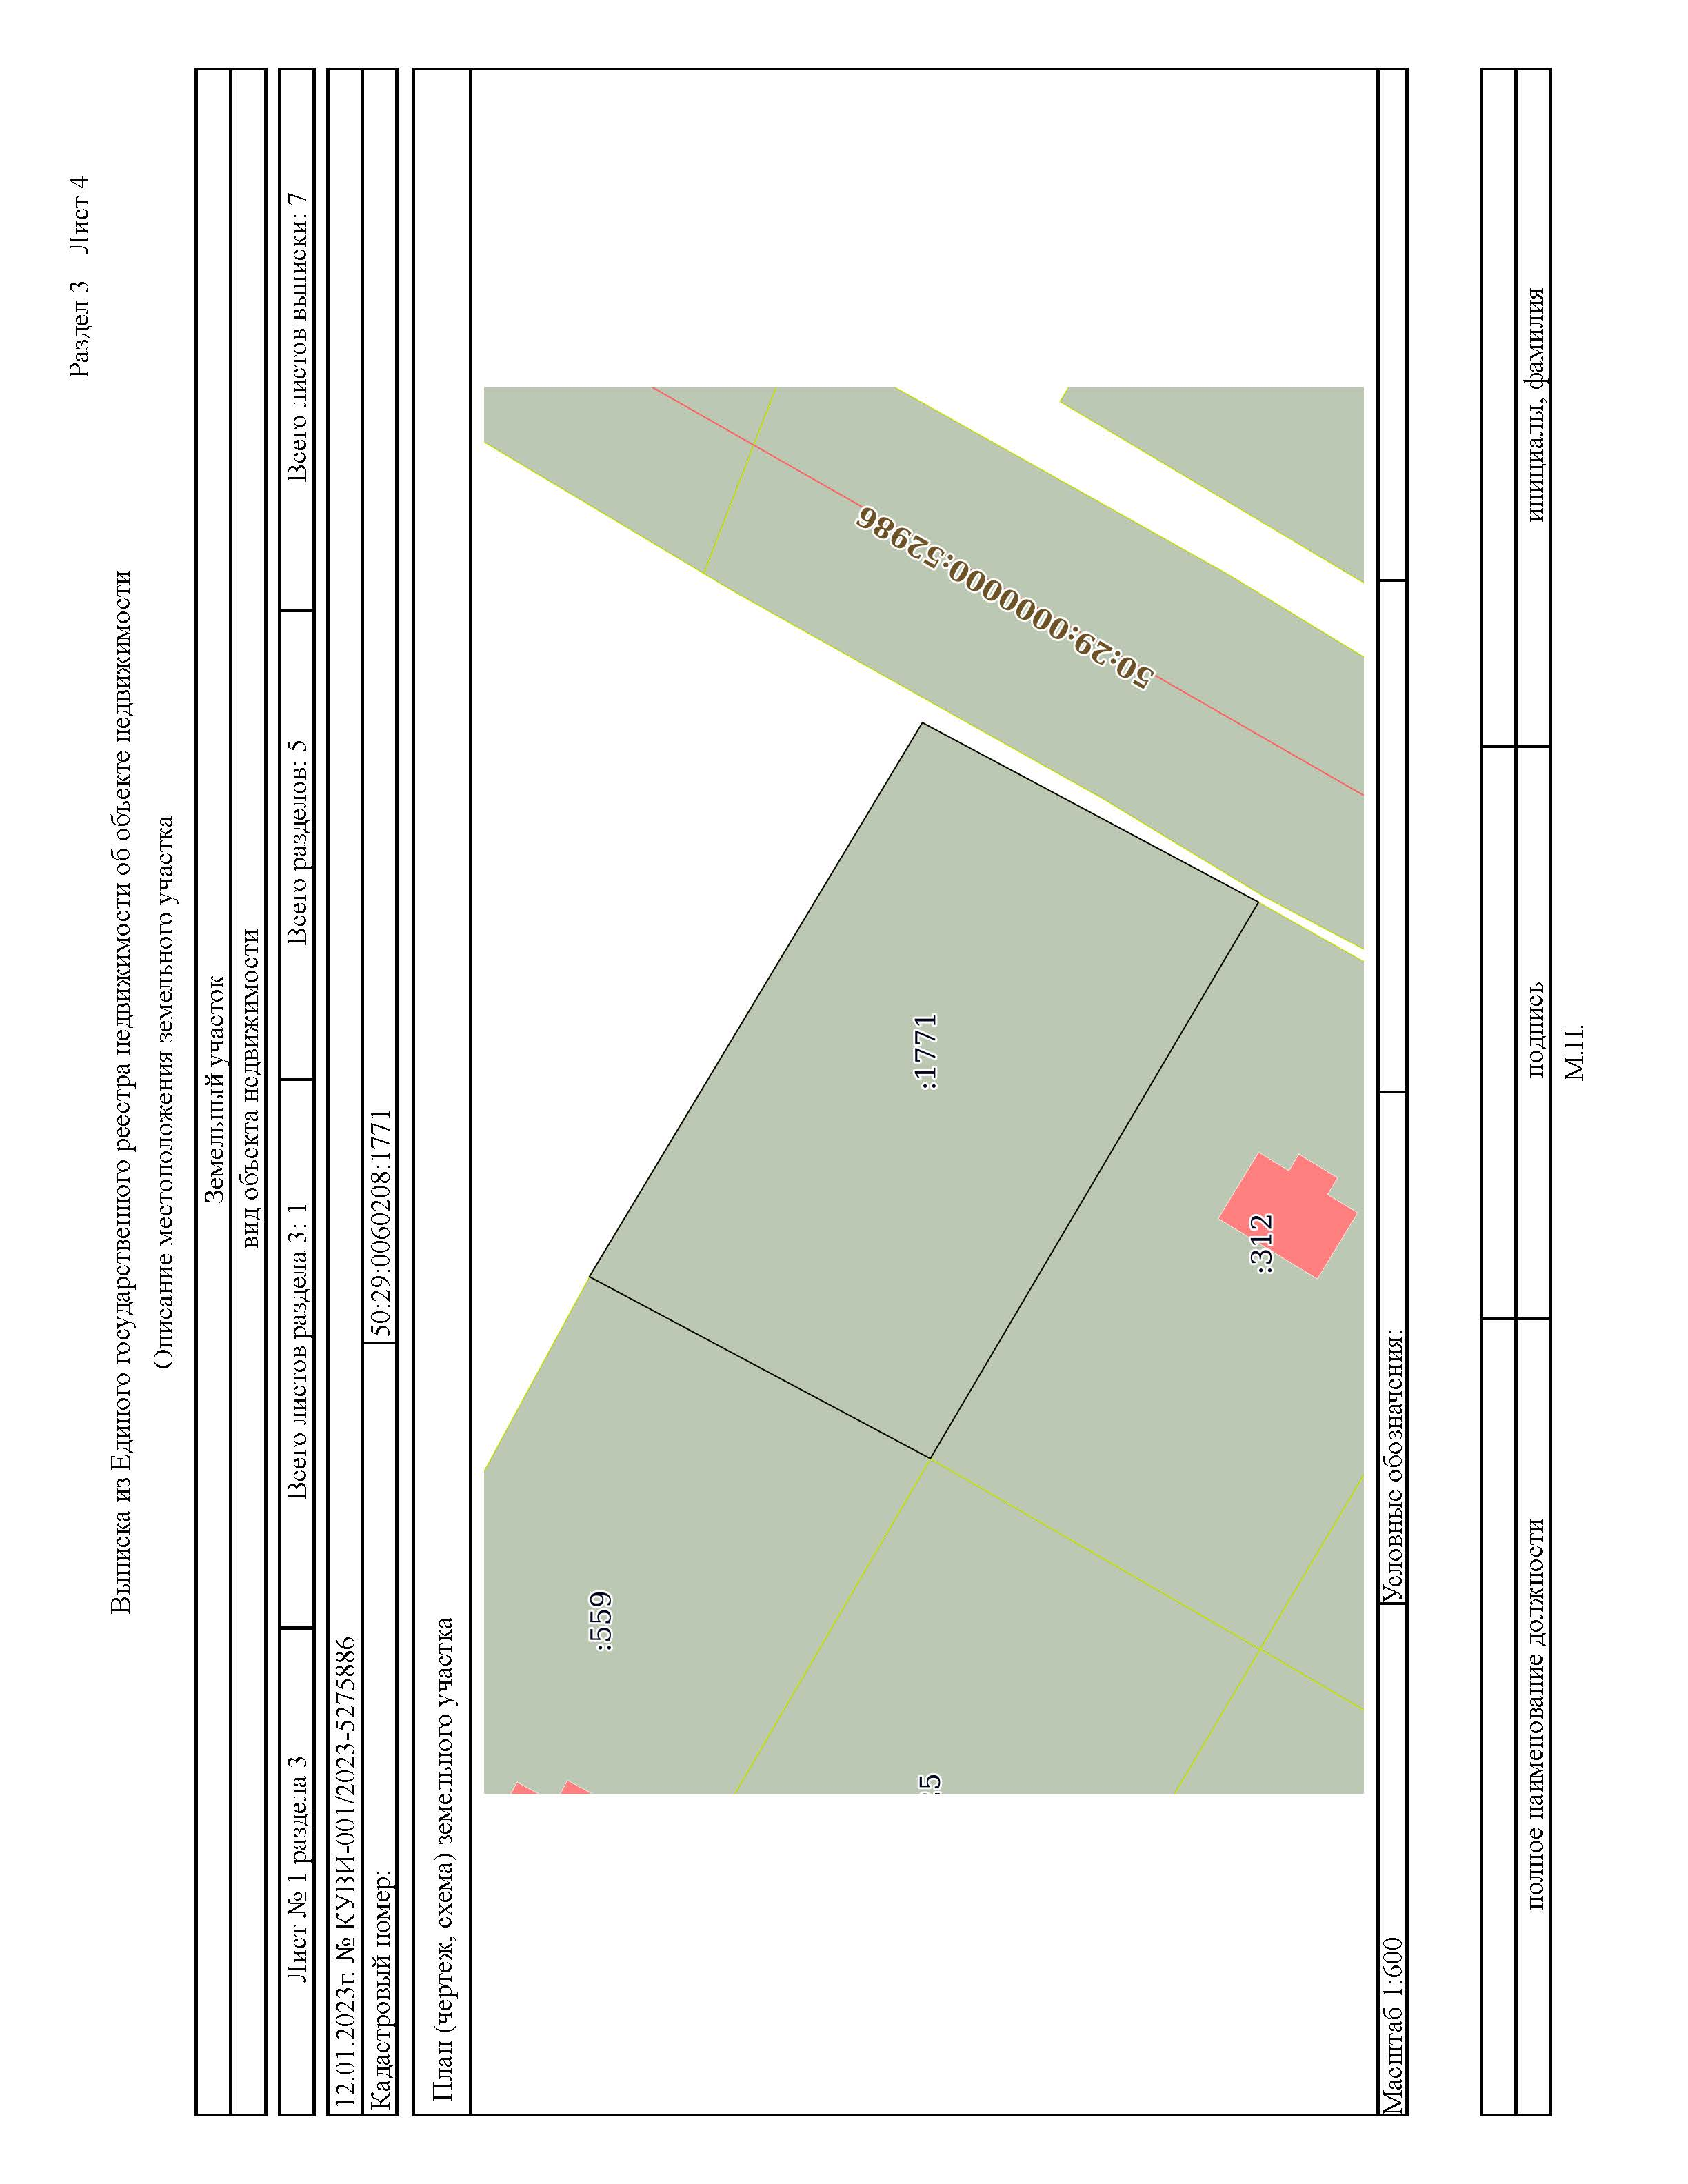 Раздел 3 Лист 4
Выписка из Единого государственного реестра недвижимости об объекте недвижимости
Описание местоположения земельного участка
Земельный участок
вид объекта недвижимости
Лист № 1 раздела 3
Всего листов раздела 3: 1
Всего разделов: 5
Всего листов выписки: 7
12.01.2023г. № КУВИ-001/2023-5275886
Кадастровый номер:
50:29:0060208:1771
План (чертеж, схема) земельного участка
:559
:1771
50:29:0000000:52986
35
:312
Масштаб 1:600
Условные обозначения:
полное наименование должности
подпись
инициалы, фамилия
М.П.